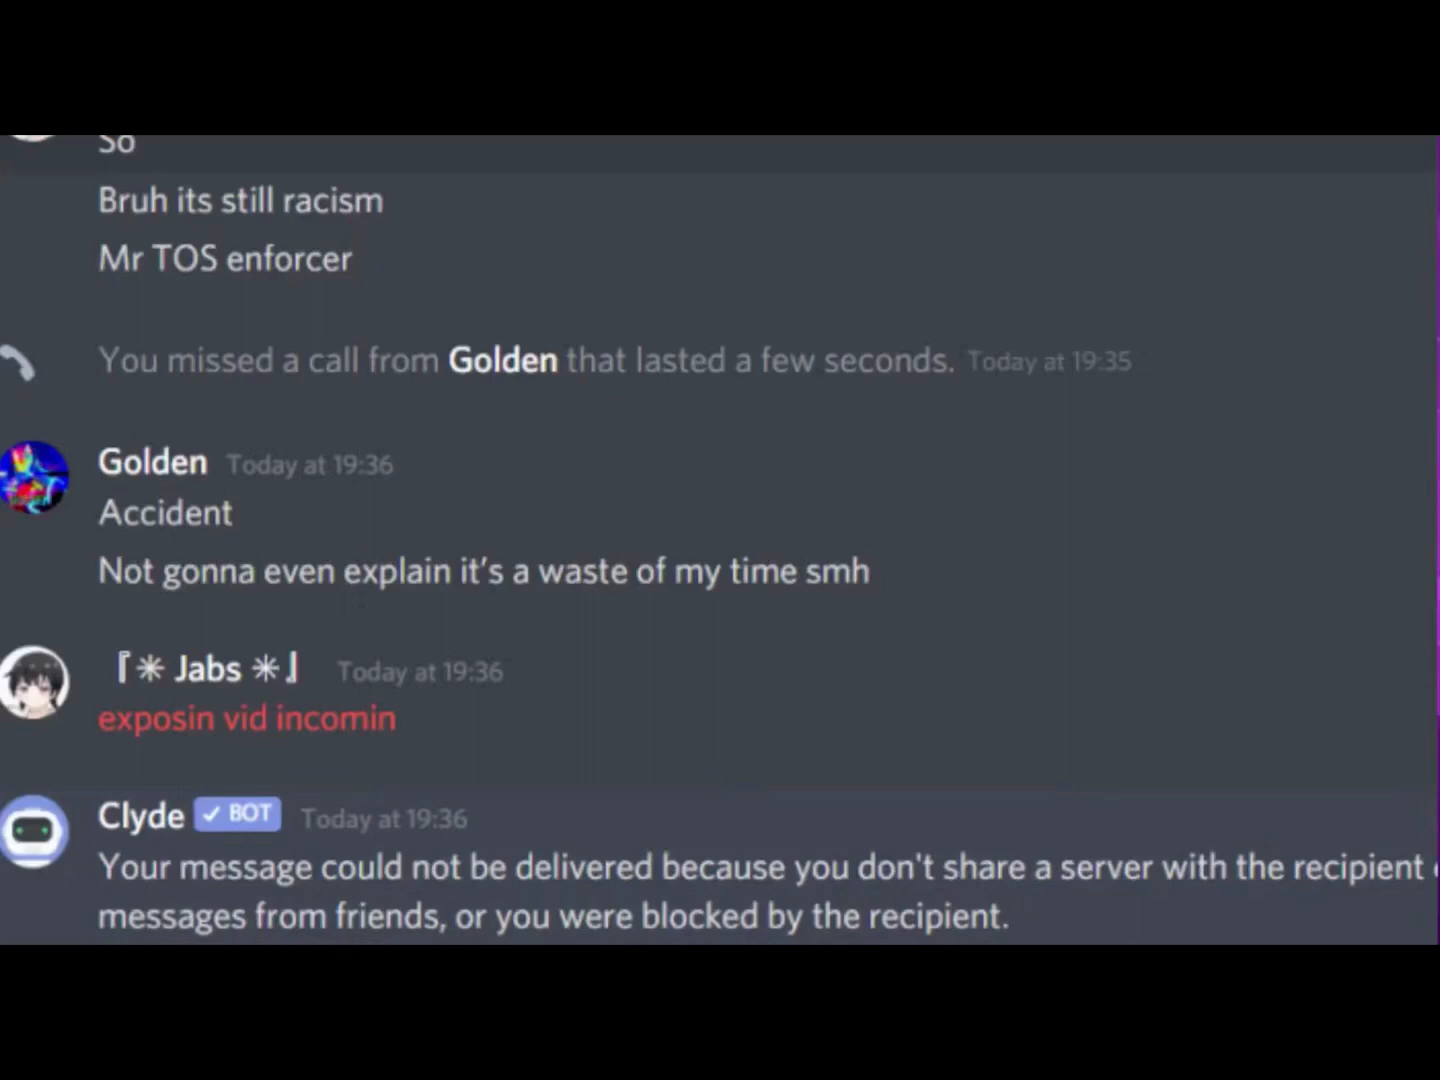 So
Bruh its still racism
Mr TOS enforcer
You missed a call from Golden that lasted a few seconds. Today at 19:35
Golden Today at 19:36
Accident
Not gonna even explain it's a waste of my time smh
『✳ Jabs ✳』 Today at 19:36
exposin vid incomin
Clyde ✓ BOT Today at 19:36
Your message could not be delivered because you don't share a server with the recipient
messages from friends, or you were blocked by the recipient.